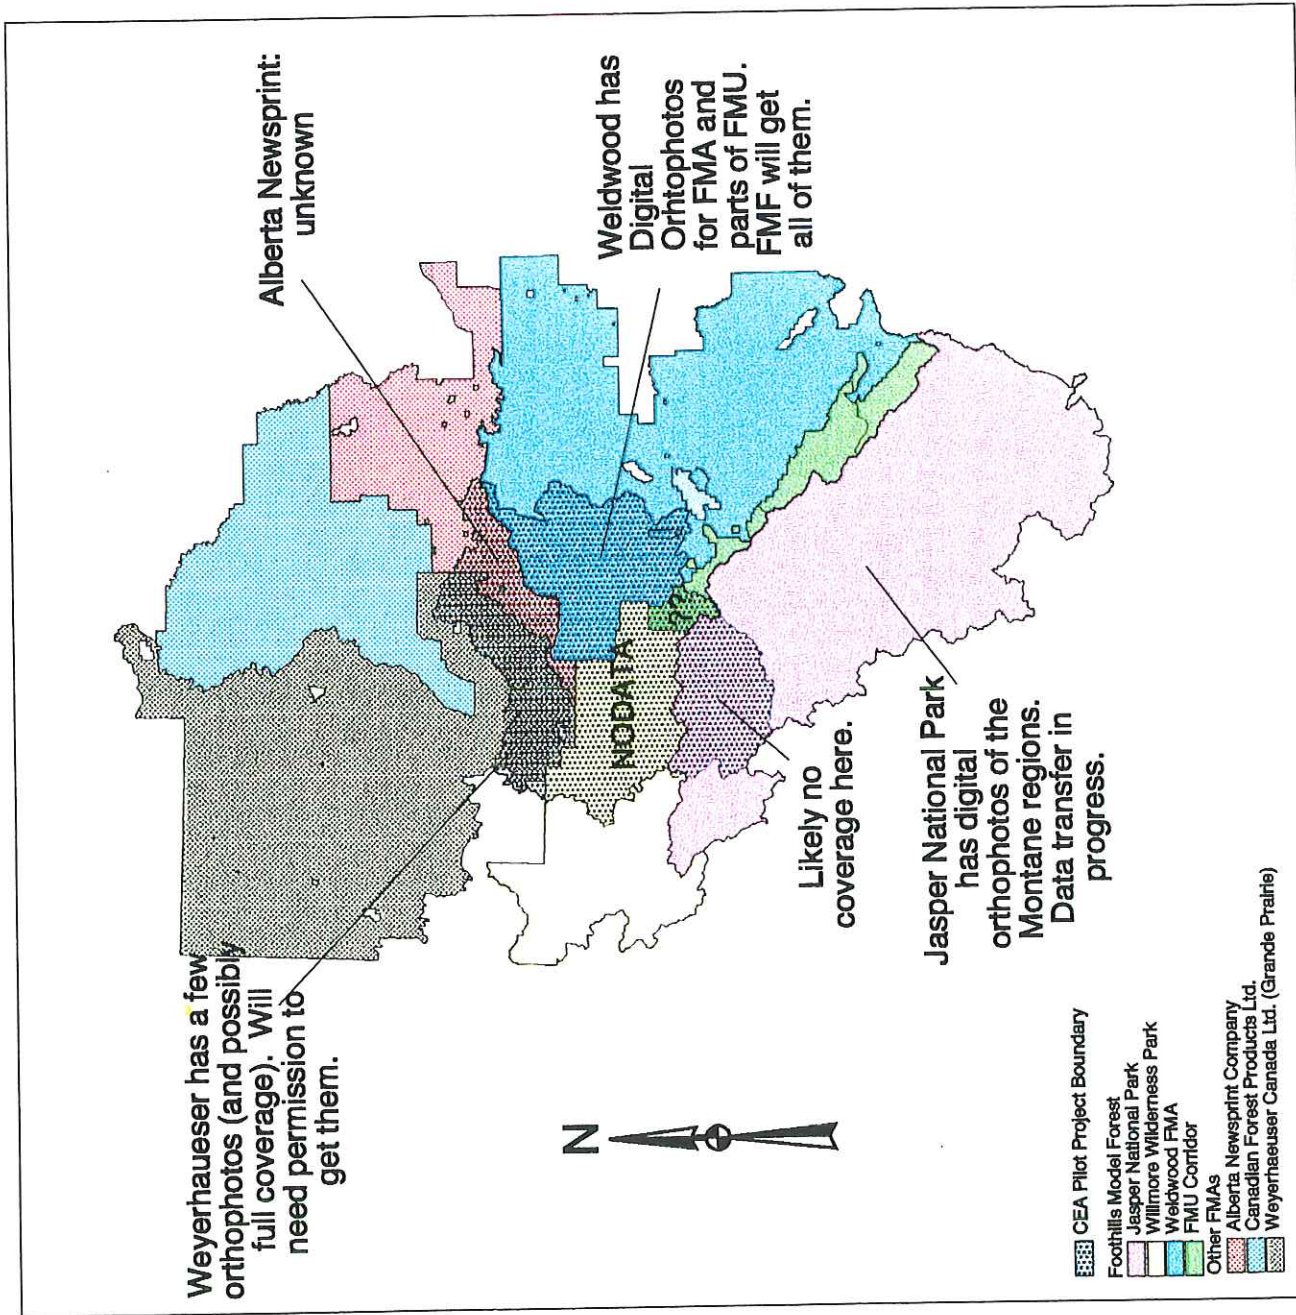 Weyerhaueser has a few
orthophotos (and possibly
full coverage). Will
need permission to
get them.
Alberta Newsprint:
unknown
Weldwood has
Digital
Orhtophotos
for FMA and
parts of FMU.
FMF will get
all of them.
NODATA
??
Likely no
coverage here.
Jasper National Park
has digital
orthophotos of the
Montane regions.
Data transfer in
progress.
N
CEA Pilot Project Boundary
Foothills Model Forest
Jasper National Park
Willmore Wilderness Park
Weldwood FMA
FMU Corridor
Other FMAs
Alberta Newsprint Company
Canadian Forest Products Ltd.
Weyerhaeuser Canada Ltd. (Grande Prairie)